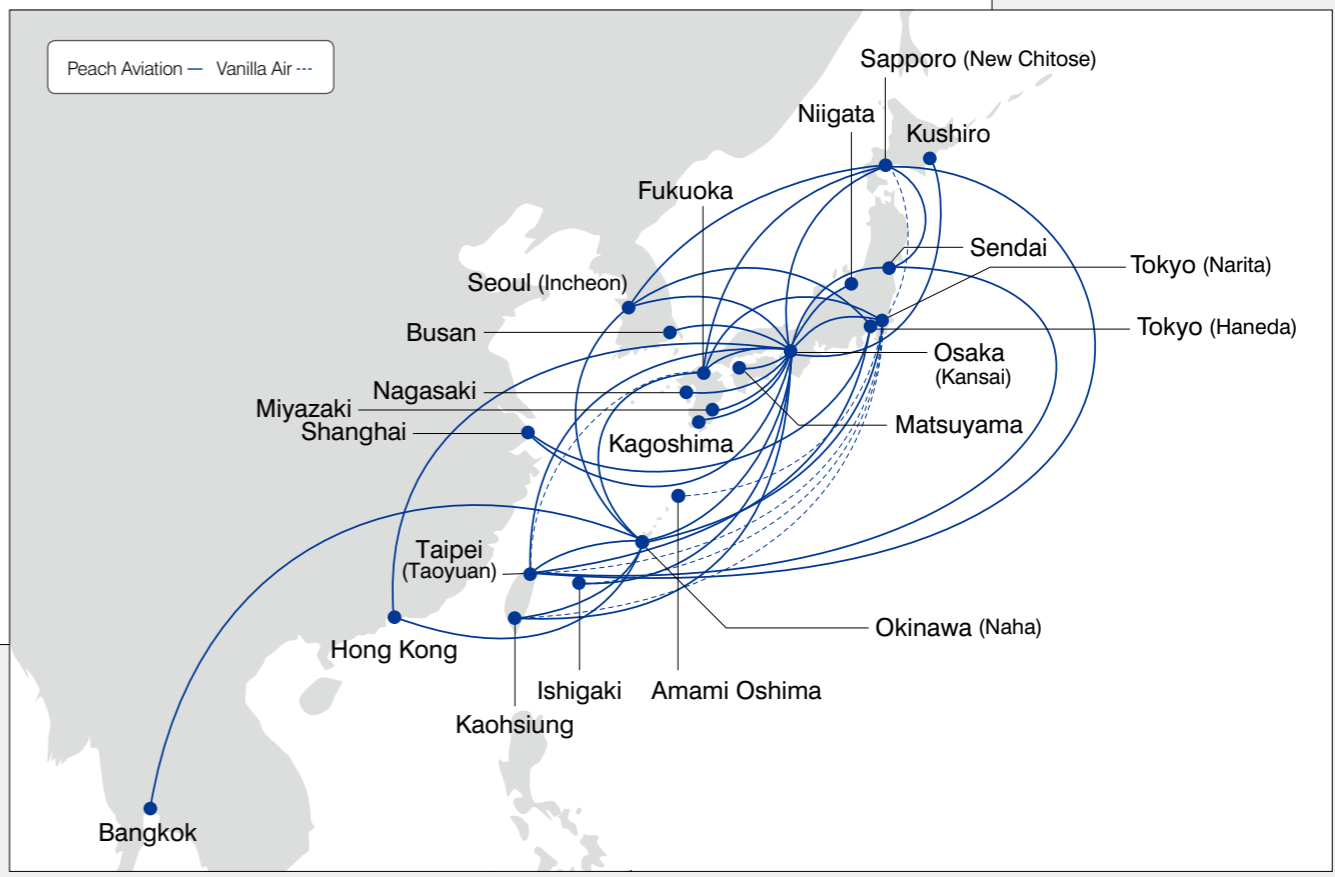 Peach Aviation
Vanilla Air
Sapporo (New Chitose)
Niigata
Kushiro
Fukuoka
Sendai
Tokyo (Narita)
Seoul (Incheon)
Busan
Tokyo (Haneda)
Osaka
(Kansai)
Nagasaki
Miyazaki
Shanghai
Matsuyama
Kagoshima
Taipei
(Taoyuan)
Okinawa (Naha)
Hong Kong
Ishigaki
Amami Oshima
Kaohsiung
Bangkok